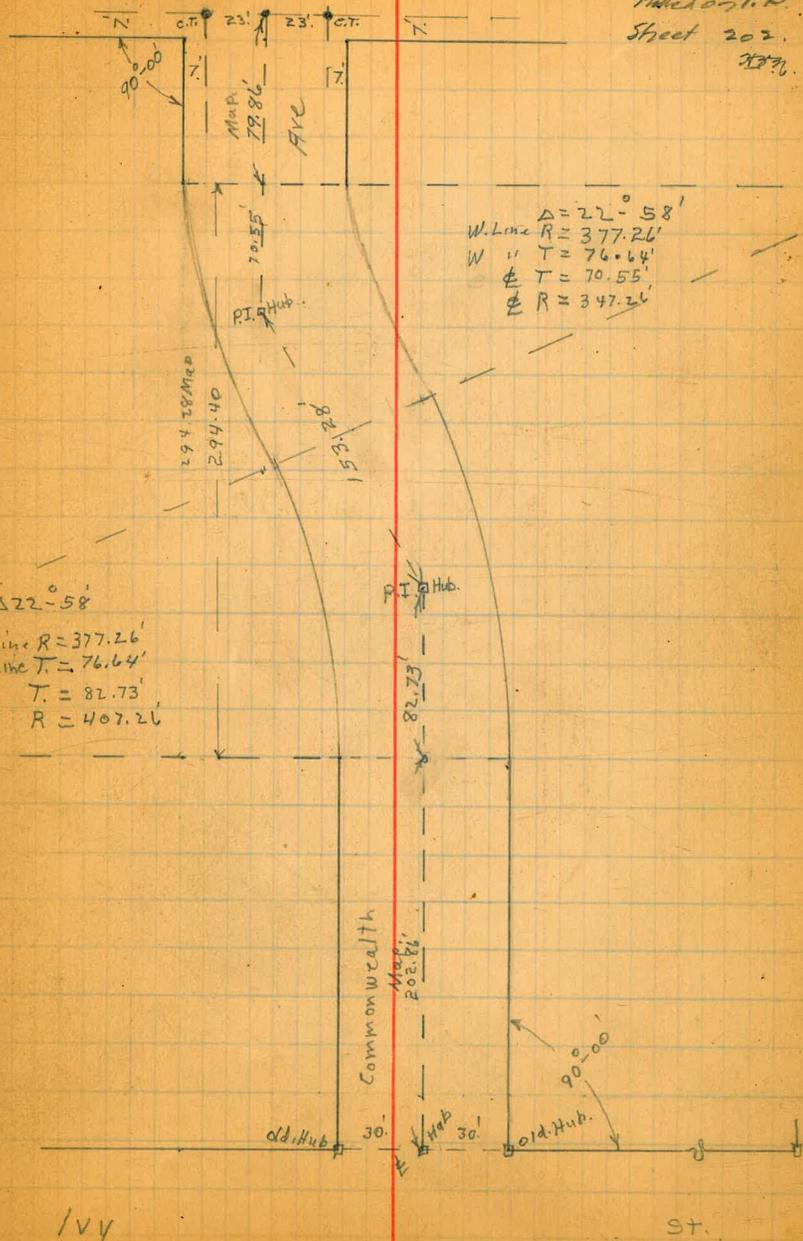 7' C.T. 23' 23' C.T. 7'
Sheet 202.
90°-00'
7'
7'
Map
79.86'
Ave
70.55'
P.I. Hub.
Δ = 22°-58'
W. Line R = 377.26'
W " T = 76.64'
℄ T = 70.55'
℄ R = 347.26'
294.28 Map
294.40
153.28'
P.I. Hub.
Δ 22°-58'
ine R = 377.26'
ine T. = 76.64'
T. = 82.73'
R = 407.26
82.73'
Commonwealth
Map
202.86'
90°-00'
Old. Hub 30' Hub 30' Old. Hub.
Ivy St.